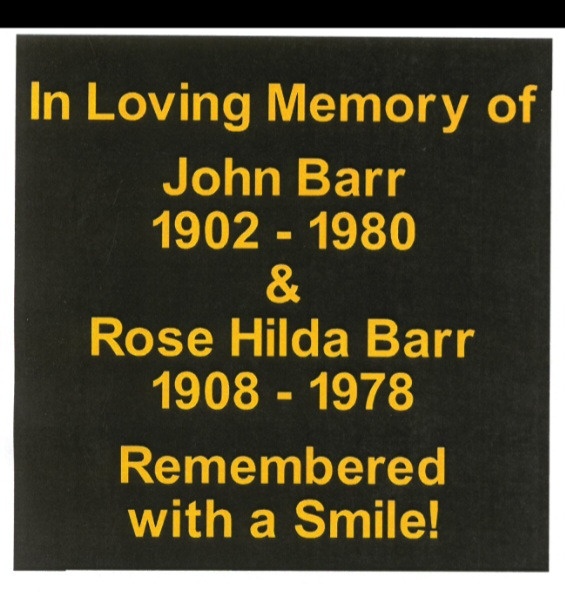 In Loving Memory of
John Barr
1902 - 1980
&
Rose Hilda Barr
1908 - 1978
Remembered
with a Smile!